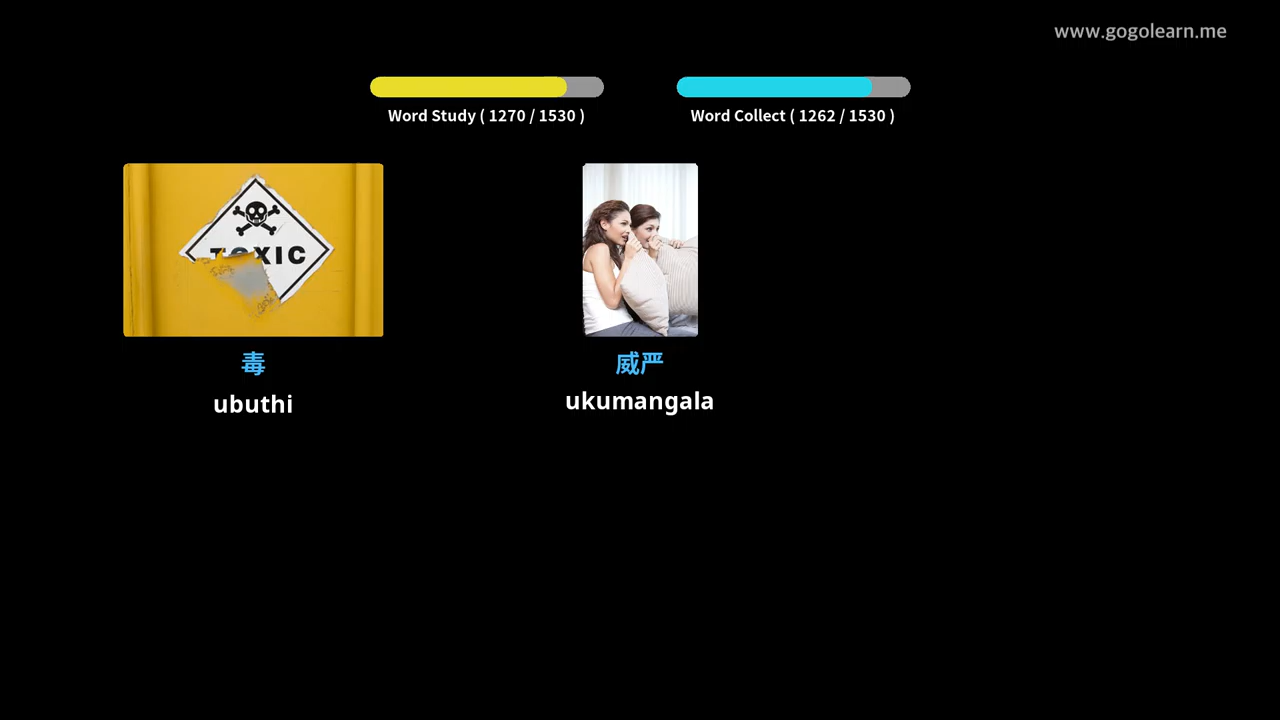 www.gogolearn.me
Word Study ( 1270 / 1530 )
Word Collect ( 1262 / 1530 )
TOXIC
毒
ubuthi
威严
ukumangala